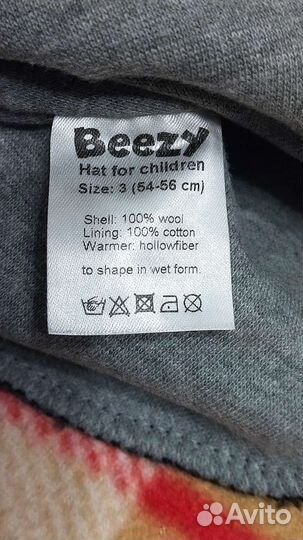 Beezy
Hat for children
Size: 3 (54-56 cm)
Shell: 100% wool
Lining: 100% cotton
Warmer: hollowfiber
to shape in wet form.
Avito